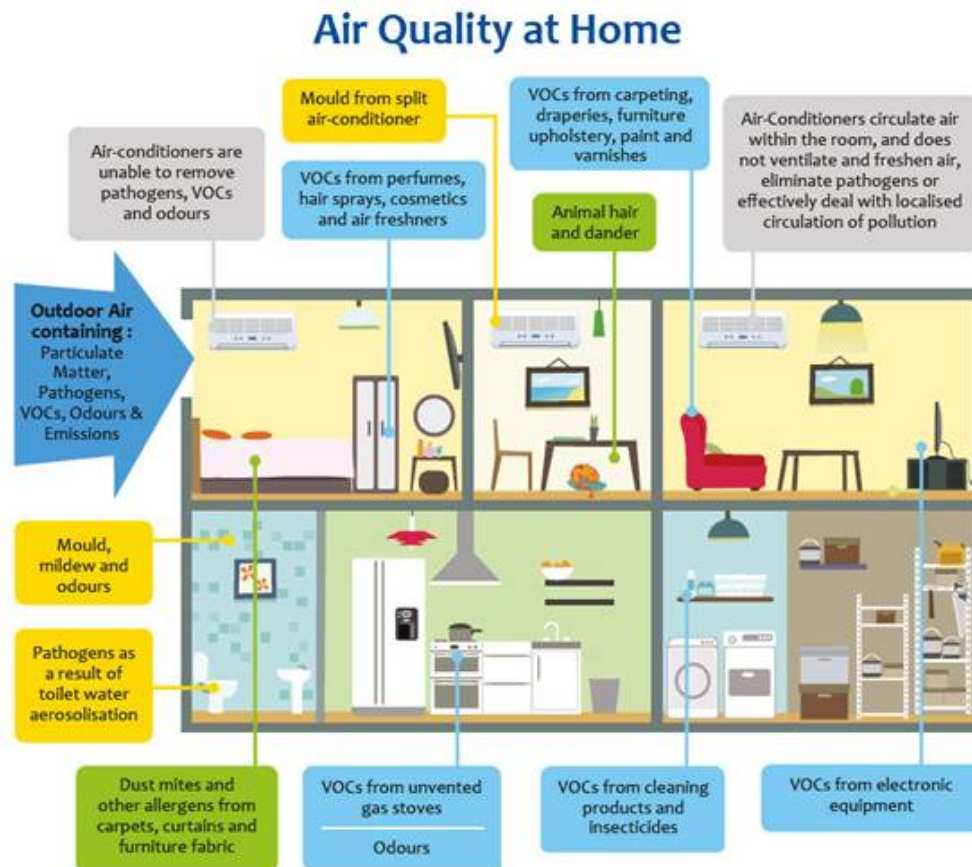 Air Quality at Home
Mould from split
air-conditioner
VOCs from carpeting,
draperies, furniture
upholstery, paint and
varnishes
Air-Conditioners circulate air
within the room, and does
not ventilate and freshen air,
eliminate pathogens or
effectively deal with localised
circulation of pollution
Air-conditioners are
unable to remove
pathogens, VOCs
and odours
VOCs from perfumes,
hair sprays, cosmetics
and air freshners
Animal hair
and dander
Outdoor Air
containing :
Particulate
Matter,
Pathogens,
VOCs, Odours &
Emissions
Mould,
mildew and
odours
Pathogens as
a result of
toilet water
aerosolisation
Dust mites and
other allergens from
carpets, curtains and
furniture fabric
VOCs from unvented
gas stoves
Odours
VOCs from cleaning
products and
insecticides
VOCs from electronic
equipment